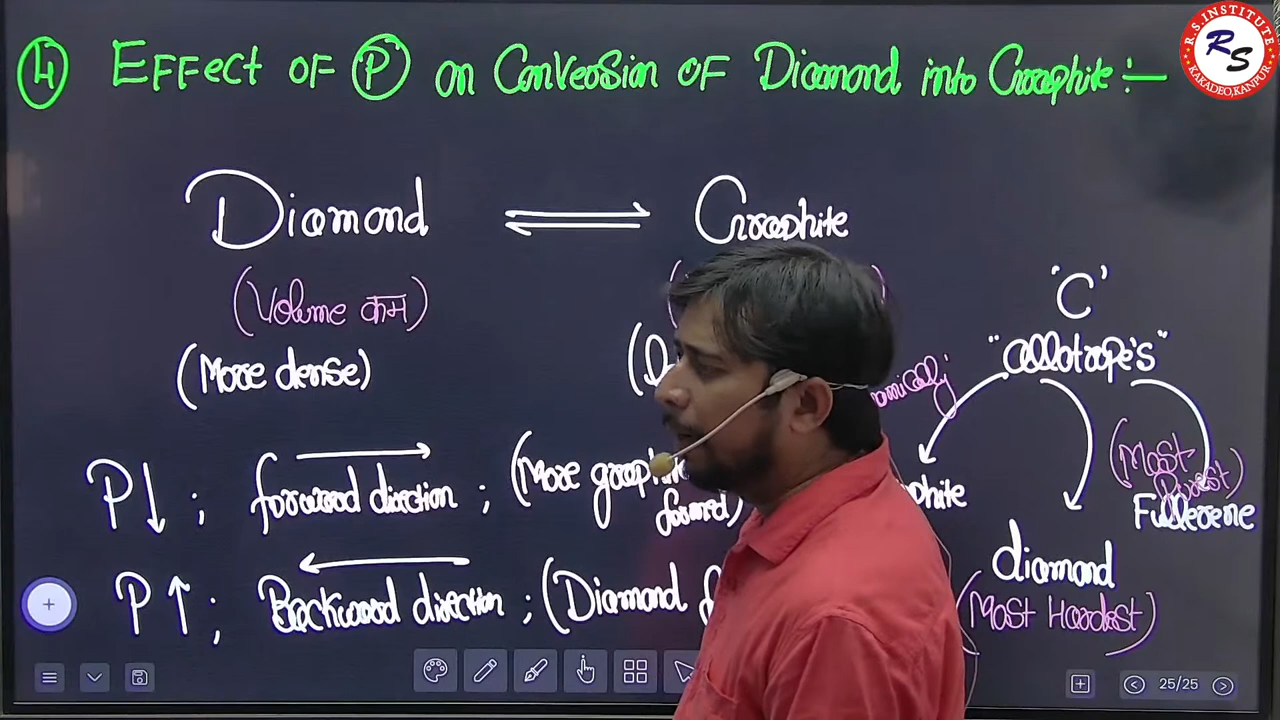 4 Effect of P on Conversion of Diamond into Graphite :-
R.S.INSTITUTE
RS
KAKADEO,KANPUR
Diamond ⇌ Graphite
(Volume कम)
(More dense)
'C'
"allotrope's"
P↓ ; forward direction ; (More graphite formed)
(Most Purest)
Fullerene
diamond
(Most Hardest)
P↑ ; Backward direction ; (Diamond
25/25